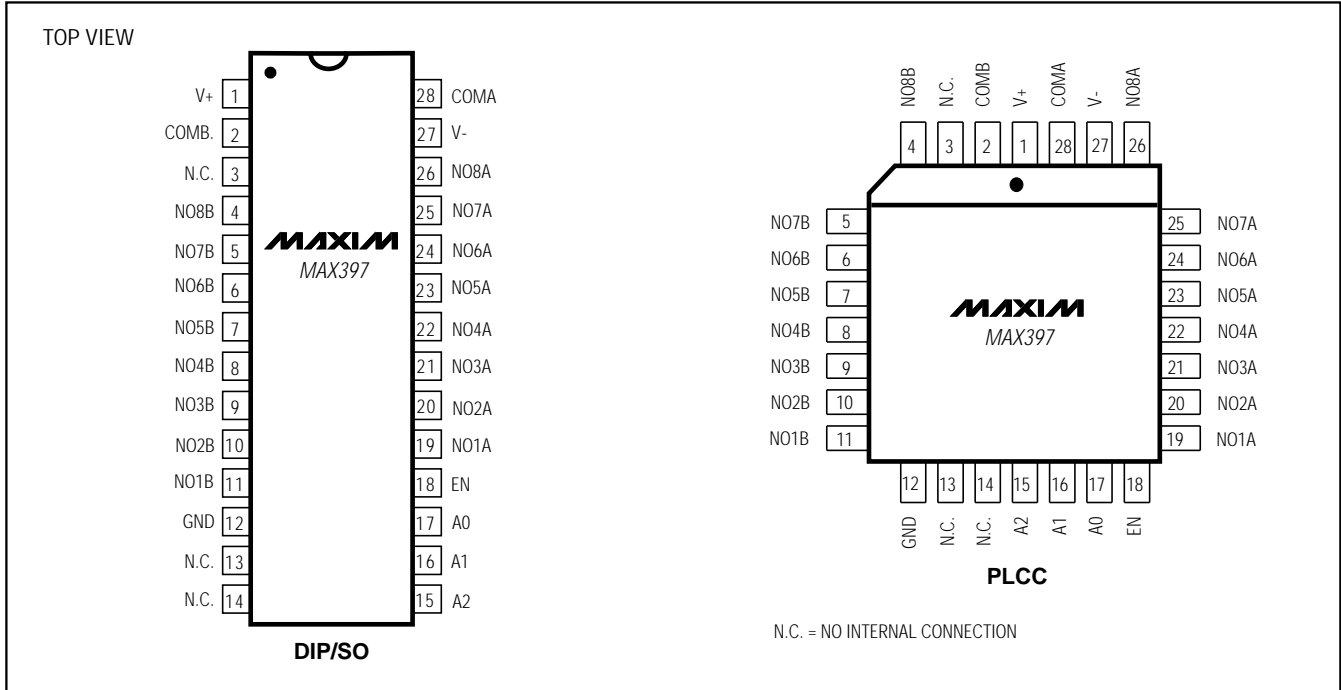 TOP VIEW
V+ 1
COMB. 2
N.C. 3
NO8B 4
NO7B 5
NO6B 6
NO5B 7
NO4B 8
NO3B 9
NO2B 10
NO1B 11
GND 12
N.C. 13
N.C. 14
28 COMA
27 V-
26 NO8A
25 NO7A
24 NO6A
23 NO5A
22 NO4A
21 NO3A
20 NO2A
19 NO1A
18 EN
17 A0
16 A1
15 A2
MAXIM
MAX397
DIP/SO
NO8B N.C. COMB V+ COMA V- NO8A
4 3 2 1 28 27 26
NO7B 5
NO6B 6
NO5B 7
NO4B 8
NO3B 9
NO2B 10
NO1B 11
25 NO7A
24 NO6A
23 NO5A
22 NO4A
21 NO3A
20 NO2A
19 NO1A
MAXIM
MAX397
12 13 14 15 16 17 18
GND N.C. N.C. A2 A1 A0 EN
PLCC
N.C. = NO INTERNAL CONNECTION